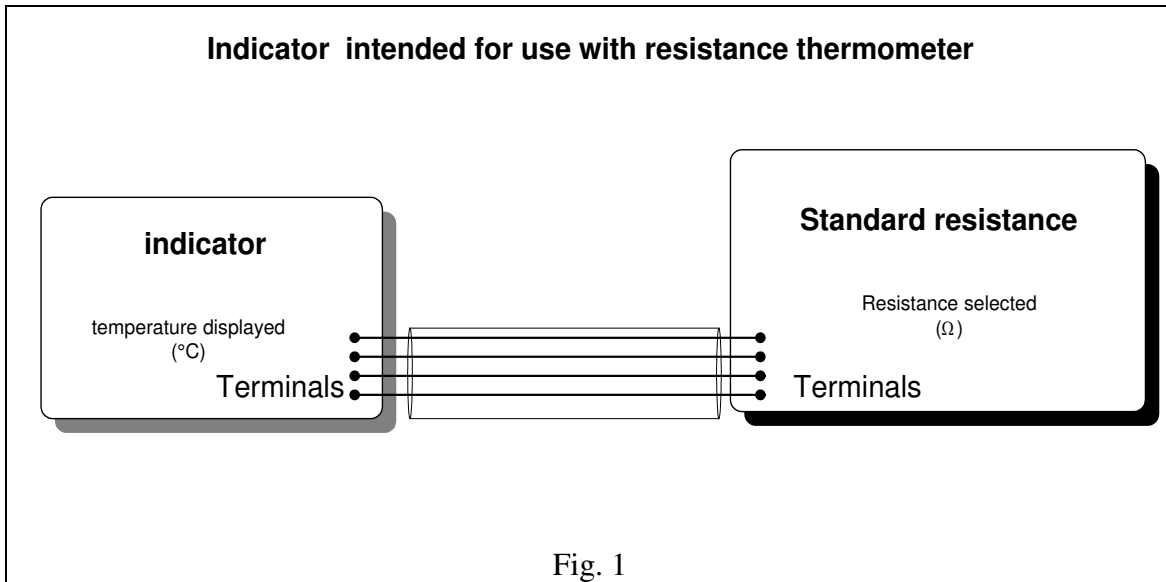 Indicator intended for use with resistance thermometer
indicator
temperature displayed
(°C)
Terminals
Standard resistance
Resistance selected
(Ω)
Terminals
Fig. 1